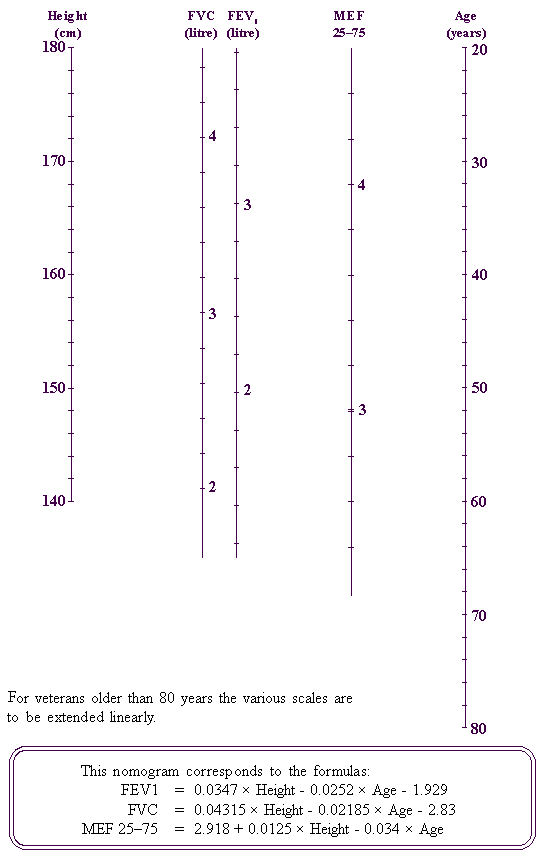 Height FVC FEV1 MEF Age
(cm) (litre) (litre) 25–75 (years)
180 20
4
170 30
4
3
160 40
3
150 2 50
3
2
140 60
70
80
For veterans older than 80 years the various scales are
to be extended linearly.
This nomogram corresponds to the formulas:
FEV1 = 0.0347 × Height - 0.0252 × Age - 1.929
FVC = 0.04315 × Height - 0.02185 × Age - 2.83
MEF 25–75 = 2.918 + 0.0125 × Height - 0.034 × Age